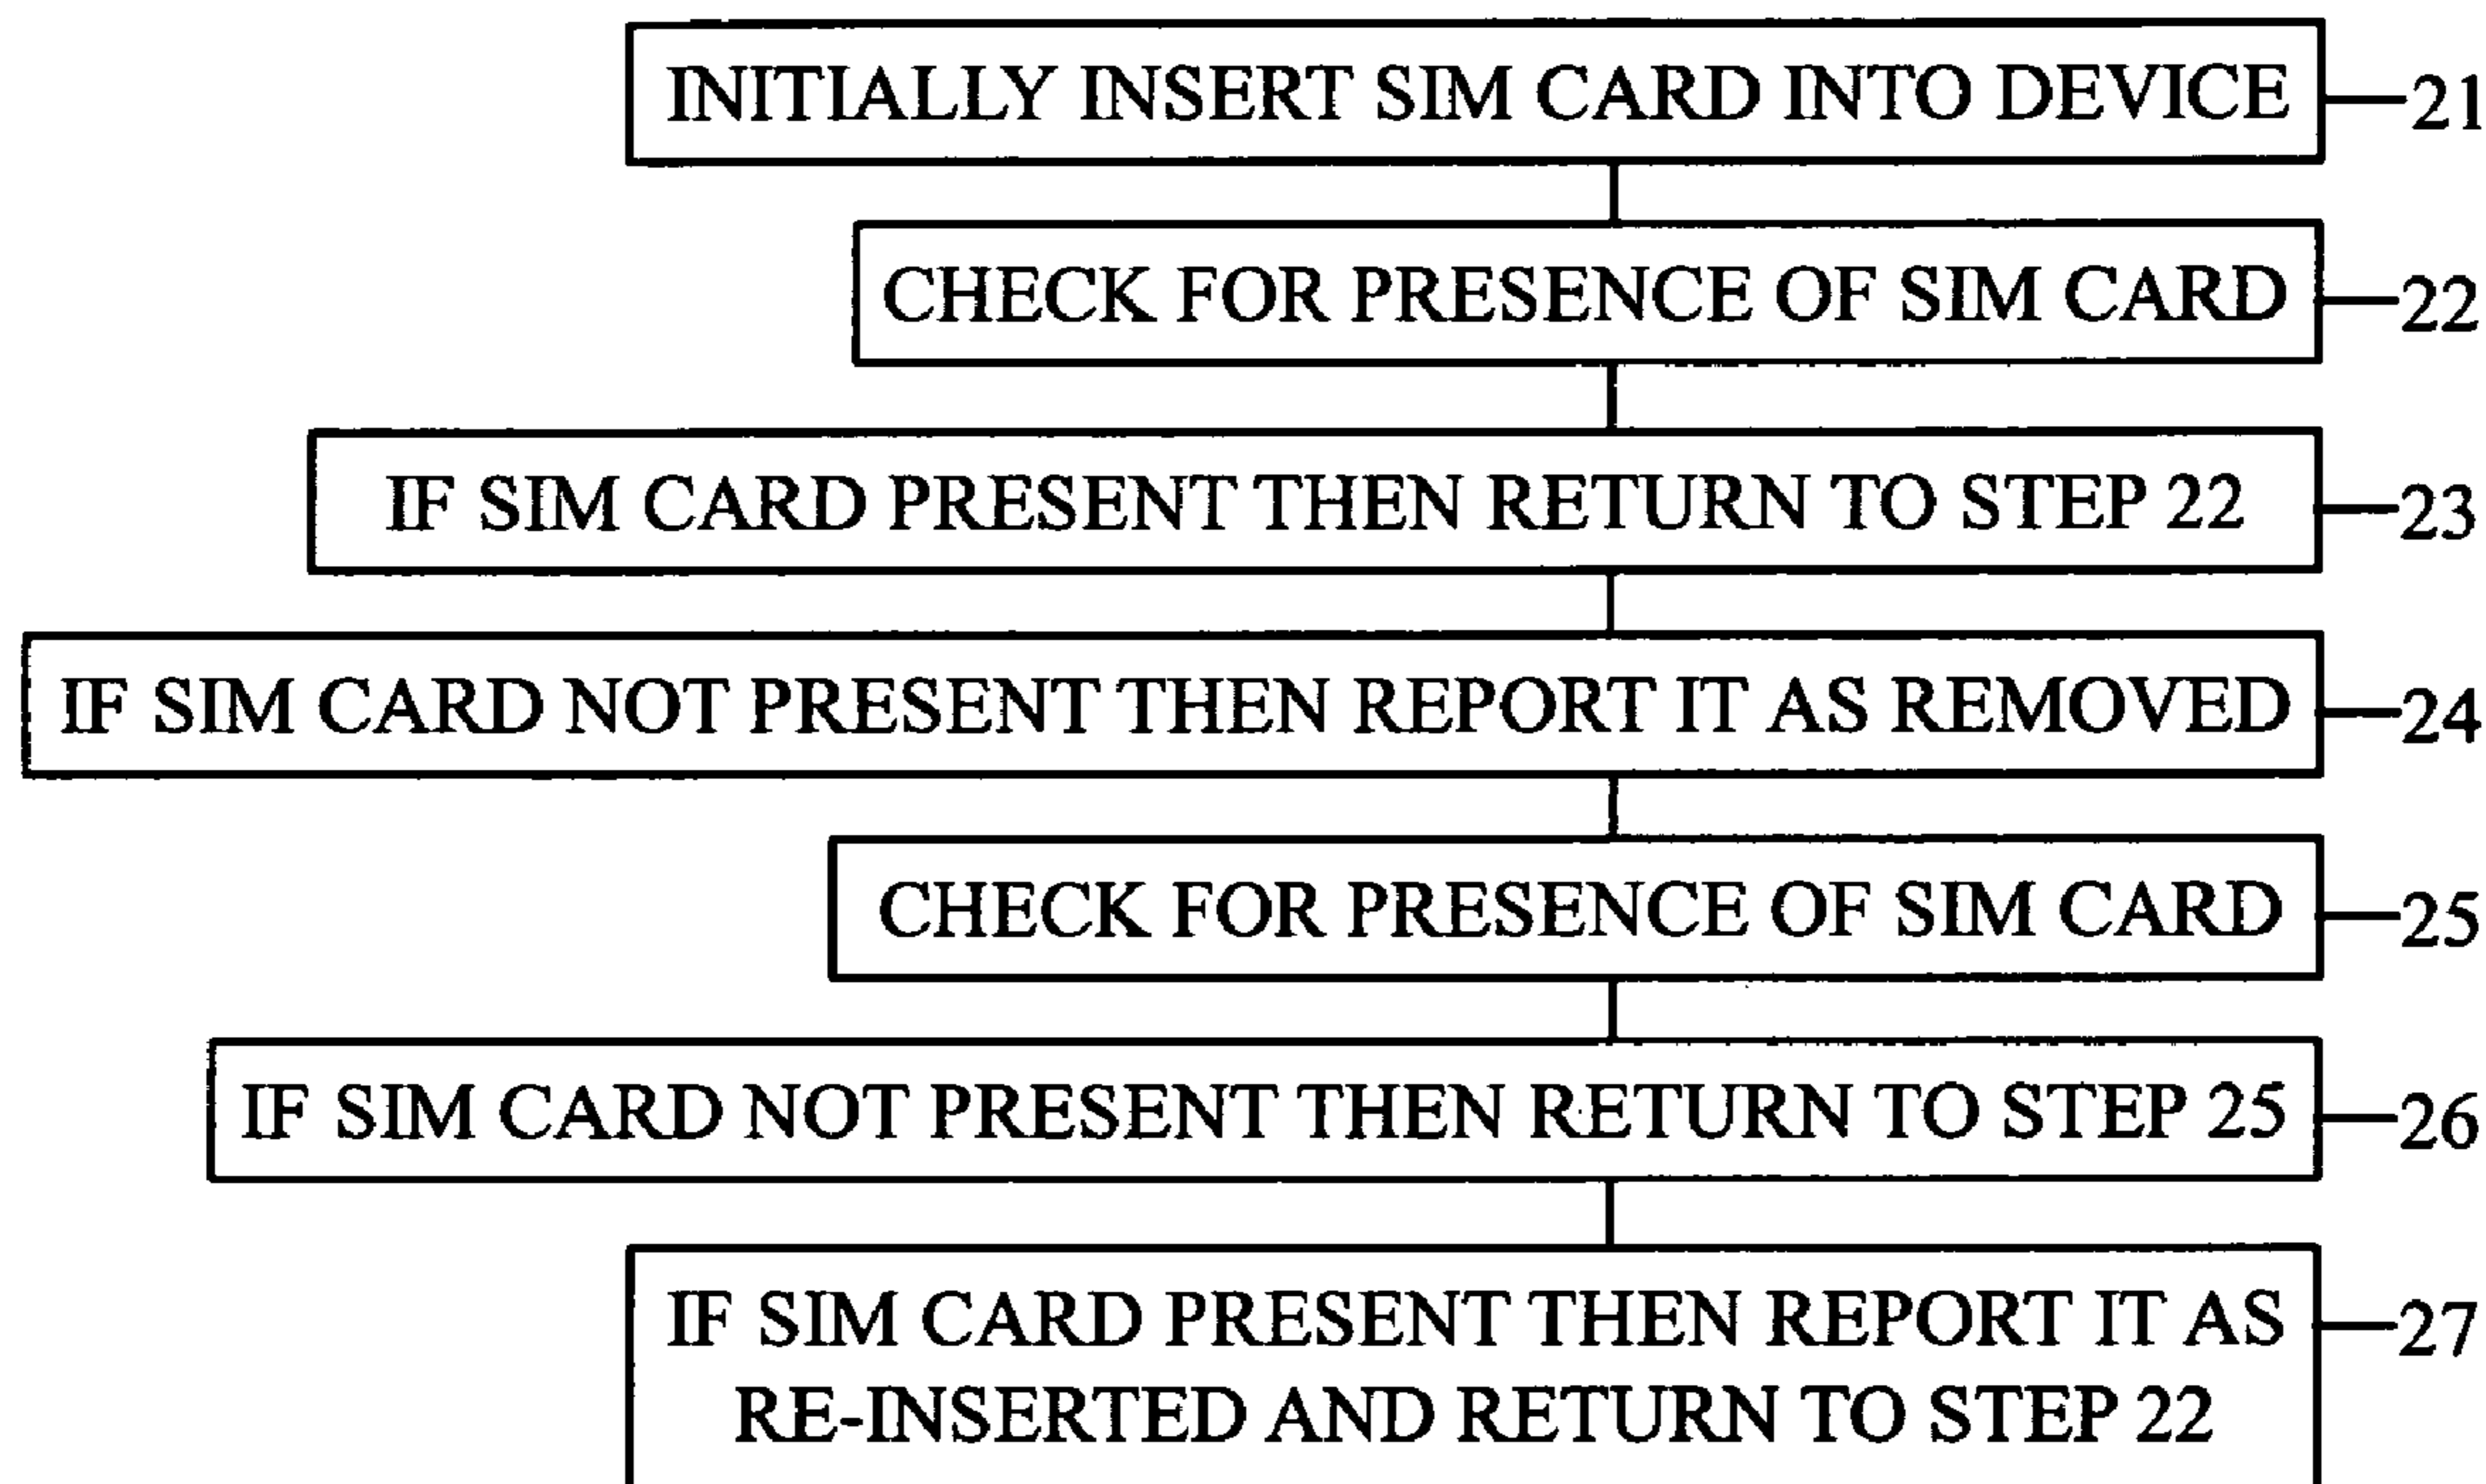 INITIALLY INSERT SIM CARD INTO DEVICE 21
CHECK FOR PRESENCE OF SIM CARD 22
IF SIM CARD PRESENT THEN RETURN TO STEP 22 23
IF SIM CARD NOT PRESENT THEN REPORT IT AS REMOVED 24
CHECK FOR PRESENCE OF SIM CARD 25
IF SIM CARD NOT PRESENT THEN RETURN TO STEP 25 26
IF SIM CARD PRESENT THEN REPORT IT AS 27
RE-INSERTED AND RETURN TO STEP 22